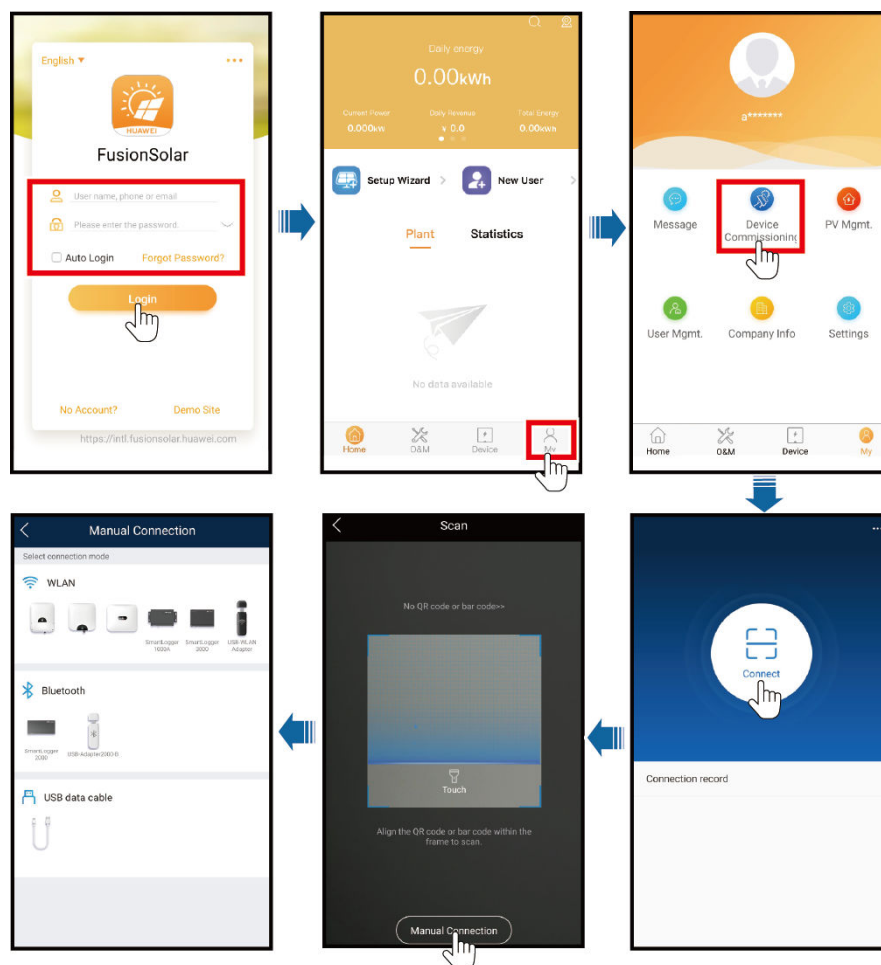 English
HUAWEI
FusionSolar
User name, phone or email
Please enter the password.
Auto Login Forgot Password?
Login
No Account? Demo Site
https://intl.fusionsolar.huawei.com
Daily energy
0.00kWh
Current Power Daily Revenue Total Energy
0.000kW ¥ 0.0 0.00kWh
Setup Wizard New User
Plant Statistics
No data available
Home O&M Device My
a*******
Message Device Commissioning PV Mgmt.
User Mgmt. Company Info Settings
Home O&M Device My
Connect
Connection record
Scan
No QR code or bar code>>
Touch
Align the QR code or bar code within the
frame to scan.
Manual Connection
Manual Connection
Select connection mode
WLAN
SmartLogger SmartLogger USB WLAN
1000A 3000 Adapter
Bluetooth
SmartLogger
2000 USB-Adapter2000-B..
USB data cable